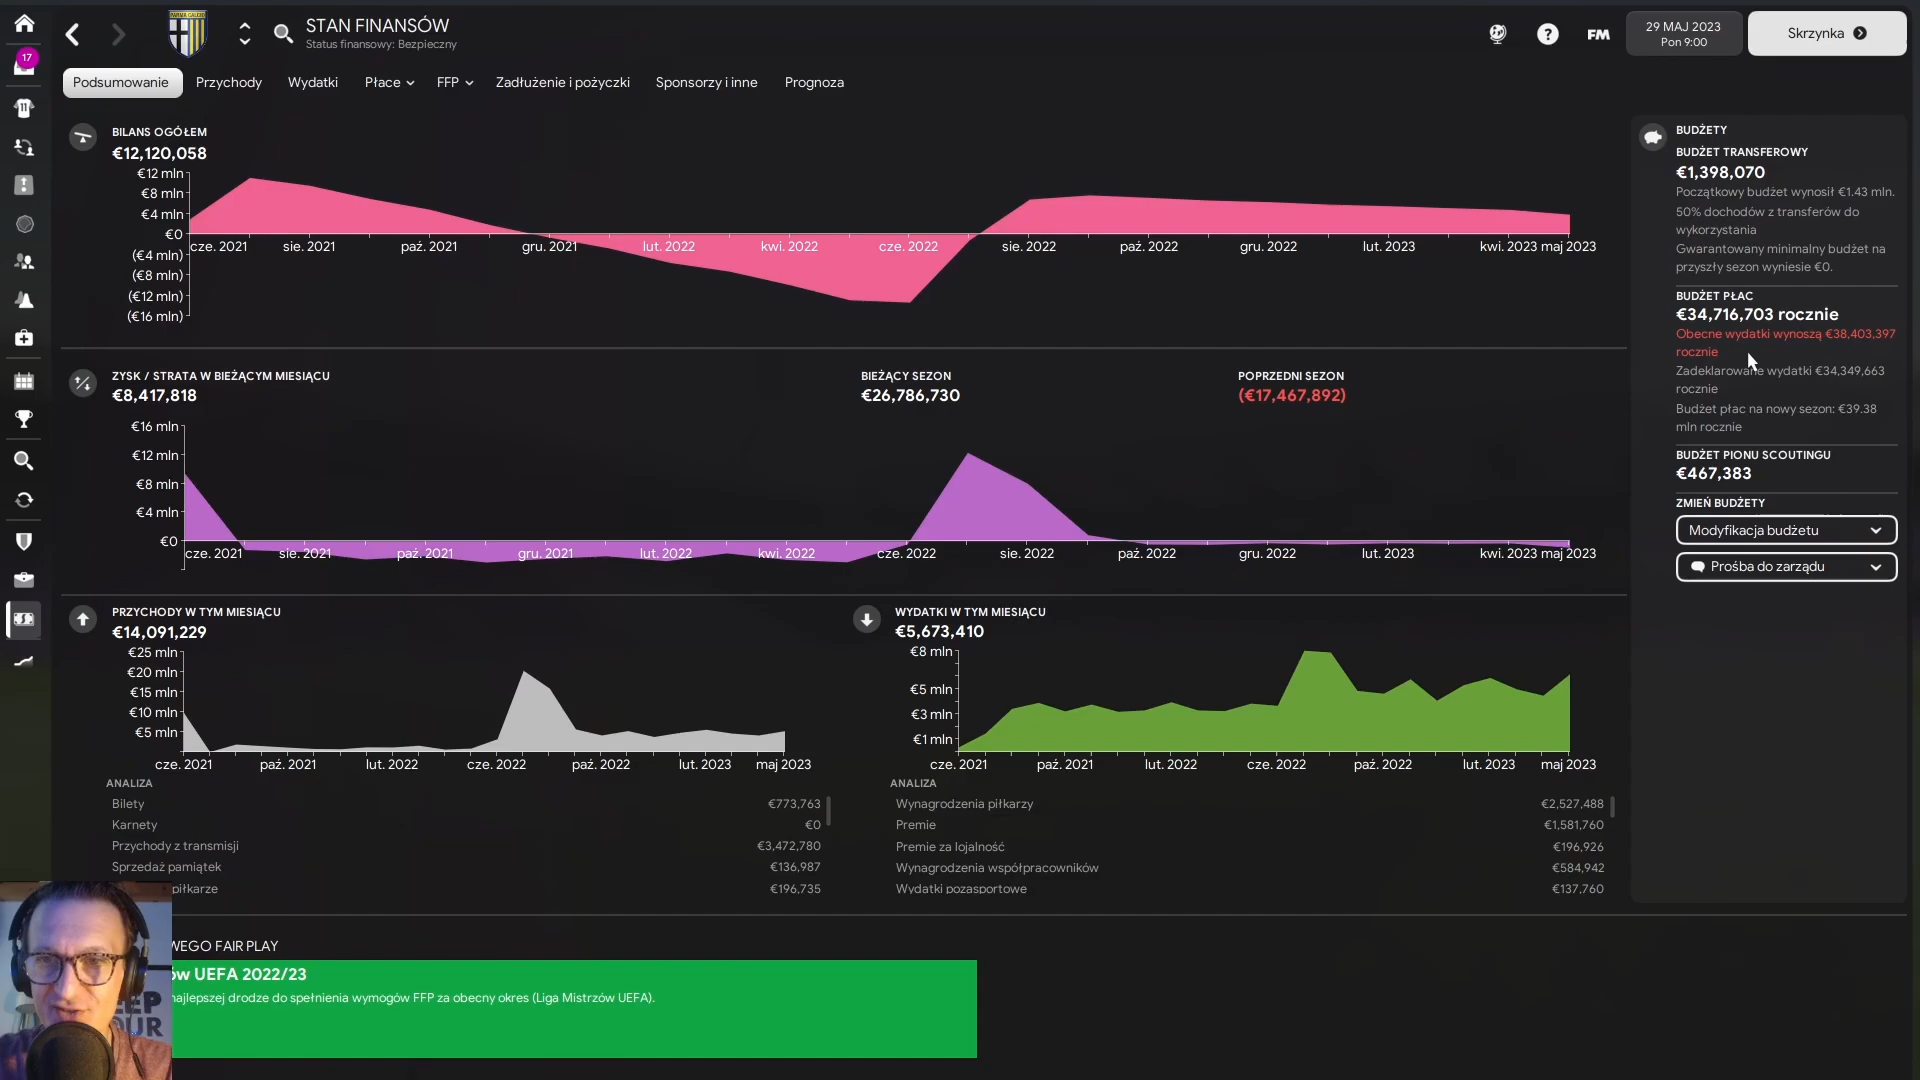 PARMA CALCIO
STAN FINANSÓW
Status finansowy: Bezpieczny
FM
29 MAJ 2023
Pon 9:00
Skrzynka
17
11
Podsumowanie
Przychody
Wydatki
Płace
FFP
Zadłużenie i pożyczki
Sponsorzy i inne
Prognoza
BILANS OGÓŁEM
€12,120,058
€12 mln
€8 mln
€4 mln
€0
(€4 mln)
(€8 mln)
(€12 mln)
(€16 mln)
cze. 2021 sie. 2021 paź. 2021 gru. 2021 lut. 2022 kwi. 2022 cze. 2022 sie. 2022 paź. 2022 gru. 2022 lut. 2023 kwi. 2023 maj 2023
ZYSK / STRATA W BIEŻĄCYM MIESIĄCU
€8,417,818
BIEŻĄCY SEZON
€26,786,730
POPRZEDNI SEZON
(€17,467,892)
€16 mln
€12 mln
€8 mln
€4 mln
€0
cze. 2021 sie. 2021 paź. 2021 gru. 2021 lut. 2022 kwi. 2022 cze. 2022 sie. 2022 paź. 2022 gru. 2022 lut. 2023 kwi. 2023 maj 2023
PRZYCHODY W TYM MIESIĄCU
€14,091,229
€25 mln
€20 mln
€15 mln
€10 mln
€5 mln
cze. 2021 paź. 2021 lut. 2022 cze. 2022 paź. 2022 lut. 2023 maj 2023
ANALIZA
Bilety €773,763
Karnety €0
Przychody z transmisji €3,472,780
Sprzedaż pamiątek €136,987
piłkarze €196,735
WYDATKI W TYM MIESIĄCU
€5,673,410
€8 mln
€5 mln
€3 mln
€1 mln
cze. 2021 paź. 2021 lut. 2022 cze. 2022 paź. 2022 lut. 2023 maj 2023
ANALIZA
Wynagrodzenia piłkarzy €2,527,488
Premie €1,581,760
Premie za lojalność €196,926
Wynagrodzenia współpracowników €584,942
Wydatki pozasportowe €137,760
BUDŻETY
BUDŻET TRANSFEROWY
€1,398,070
Początkowy budżet wynosił €1.43 mln.
50% dochodów z transferów do
wykorzystania
Gwarantowany minimalny budżet na
przyszły sezon wyniesie €0.
BUDŻET PŁAC
€34,716,703 rocznie
Obecne wydatki wynoszą €38,403,397
rocznie
Zadeklarowane wydatki €34,349,663
rocznie
Budżet płac na nowy sezon: €39.38
mln rocznie
BUDŻET PIONU SCOUTINGU
€467,383
ZMIEŃ BUDŻETY
Modyfikacja budżetu
Prośba do zarządu
WEGO FAIR PLAY
ów UEFA 2022/23
najlepszej drodze do spełnienia wymogów FFP za obecny okres (Liga Mistrzów UEFA).